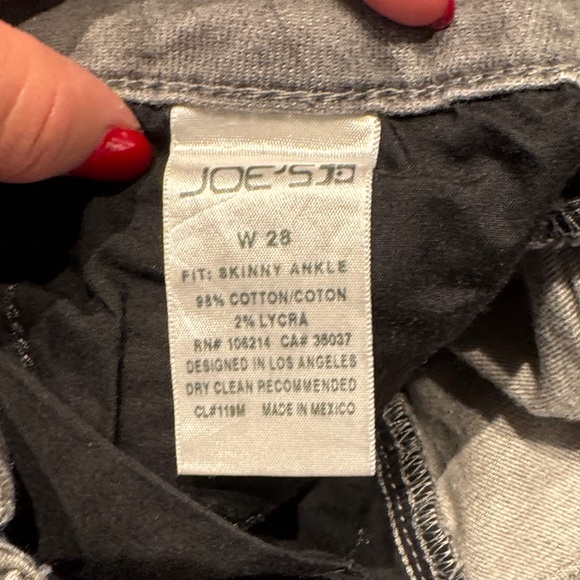 JOE'S
W 28
FIT: SKINNY ANKLE
98% COTTON/COTON
2% LYCRA
RN# 106214 CA# 35037
DESIGNED IN LOS ANGELES
DRY CLEAN RECOMMENDED
CL#119M MADE IN MEXICO